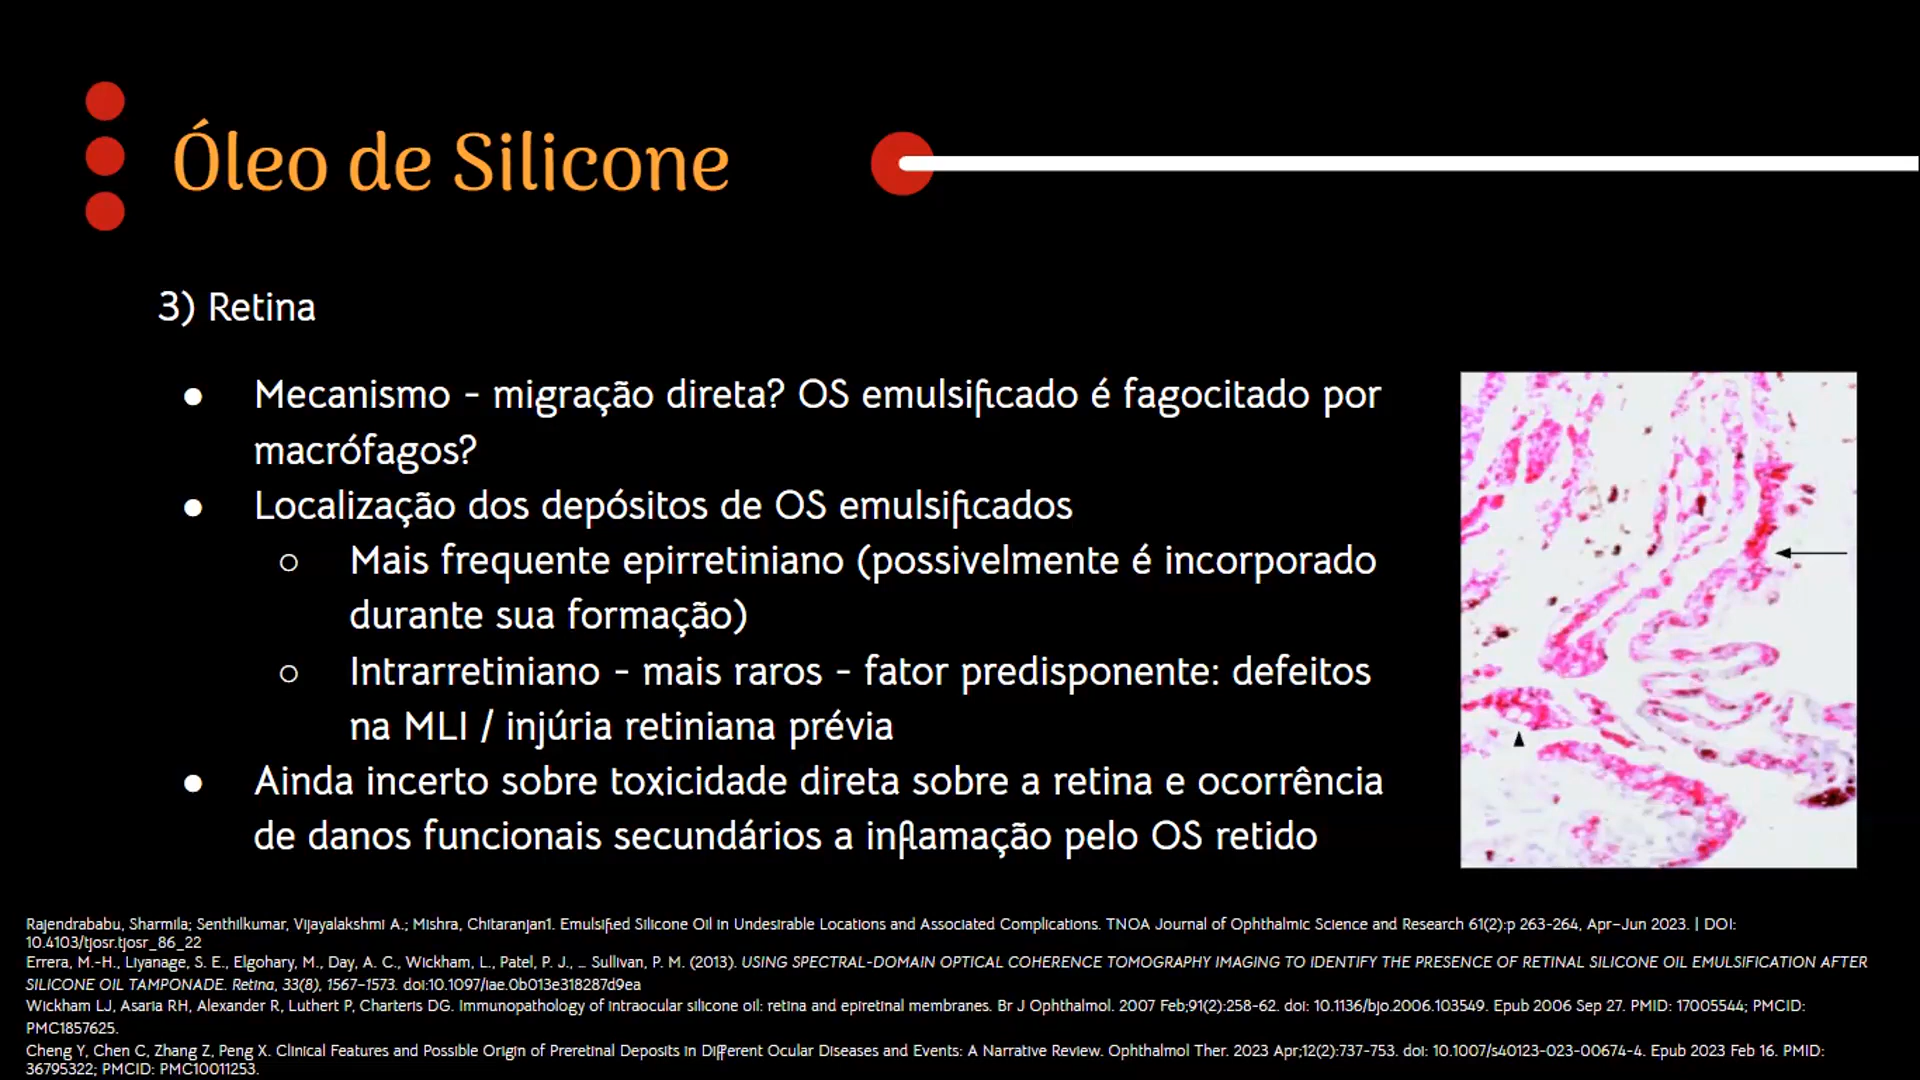 Óleo de Silicone
3) Retina
● Mecanismo - migração direta? OS emulsificado é fagocitado por
macrófagos?
● Localização dos depósitos de OS emulsificados
○ Mais frequente epirretiniano (possivelmente é incorporado
durante sua formação)
○ Intrarretiniano - mais raros - fator predisponente: defeitos
na MLI / injúria retiniana prévia
● Ainda incerto sobre toxicidade direta sobre a retina e ocorrência
de danos funcionais secundários a inflamação pelo OS retido
Rajendrababu, Sharmila; Senthilkumar, Vijayalakshmi A.; Mishra, Chitaranjan1. Emulsified Silicone Oil in Undesirable Locations and Associated Complications. TNOA Journal of Ophthalmic Science and Research 61(2):p 263-264, Apr–Jun 2023. | DOI:
10.4103/tjosr.tjosr_86_22
Errera, M.-H., Liyanage, S. E., Elgohary, M., Day, A. C., Wickham, L., Patel, P. J., … Sullivan, P. M. (2013). USING SPECTRAL-DOMAIN OPTICAL COHERENCE TOMOGRAPHY IMAGING TO IDENTIFY THE PRESENCE OF RETINAL SILICONE OIL EMULSIFICATION AFTER
SILICONE OIL TAMPONADE. Retina, 33(8), 1567–1573. doi:10.1097/iae.0b013e318287d9ea
Wickham LJ, Asaria RH, Alexander R, Luthert P, Charteris DG. Immunopathology of intraocular silicone oil: retina and epiretinal membranes. Br J Ophthalmol. 2007 Feb;91(2):258-62. doi: 10.1136/bjo.2006.103549. Epub 2006 Sep 27. PMID: 17005544; PMCID:
PMC1857625.
Cheng Y, Chen C, Zhang Z, Peng X. Clinical Features and Possible Origin of Preretinal Deposits in Different Ocular Diseases and Events: A Narrative Review. Ophthalmol Ther. 2023 Apr;12(2):737-753. doi: 10.1007/s40123-023-00674-4. Epub 2023 Feb 16. PMID:
36795322; PMCID: PMC10011253.